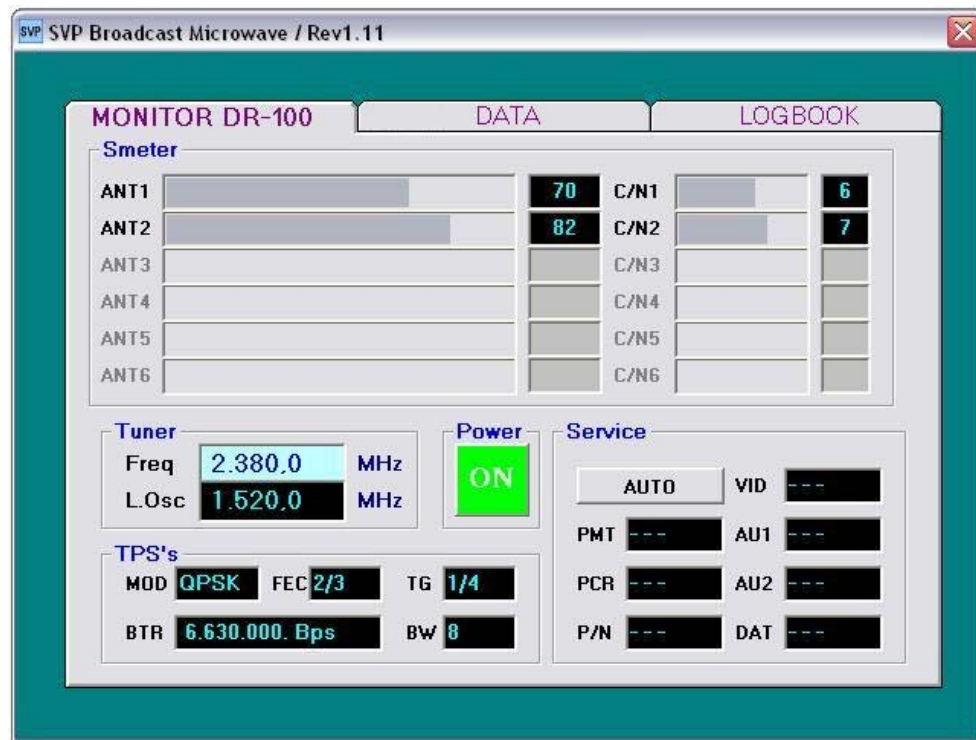 SVP SVP Broadcast Microwave / Rev1.11
MONITOR DR-100 DATA LOGBOOK
Smeter
ANT1 70 C/N1 6
ANT2 82 C/N2 7
ANT3 C/N3
ANT4 C/N4
ANT5 C/N5
ANT6 C/N6
Tuner
Freq 2.380,0 MHz
L.Osc 1.520,0 MHz
Power
ON
TPS's
MOD QPSK FEC 2/3 TG 1/4
BTR 6.630.000. Bps BW 8
Service
AUTO VID ---
PMT --- AU1 ---
PCR --- AU2 ---
P/N --- DAT ---